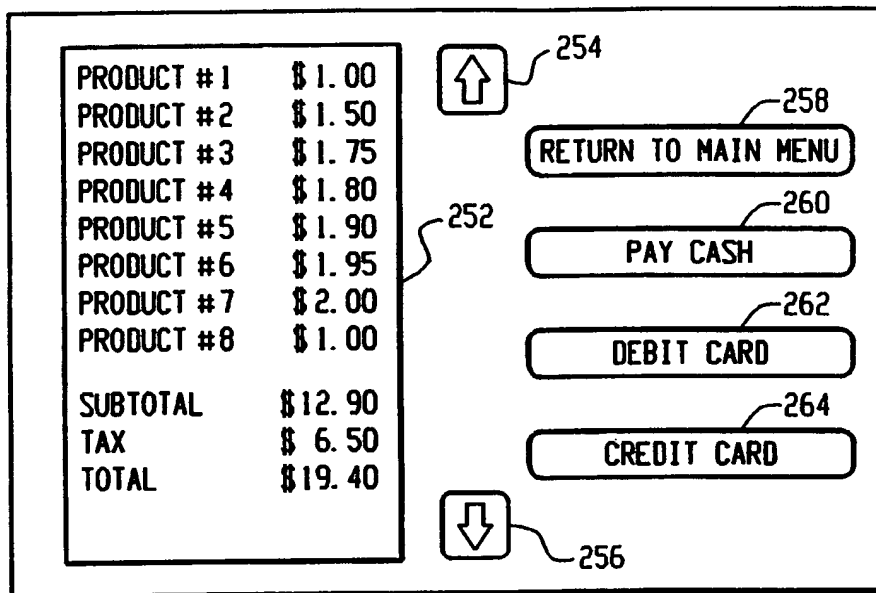 PRODUCT #1 $1.00
PRODUCT #2 $1.50
PRODUCT #3 $1.75
PRODUCT #4 $1.80
PRODUCT #5 $1.90
PRODUCT #6 $1.95
PRODUCT #7 $2.00
PRODUCT #8 $1.00
SUBTOTAL $12.90
TAX $ 6.50
TOTAL $19.40
252
254
256
258
RETURN TO MAIN MENU
260
PAY CASH
262
DEBIT CARD
264
CREDIT CARD